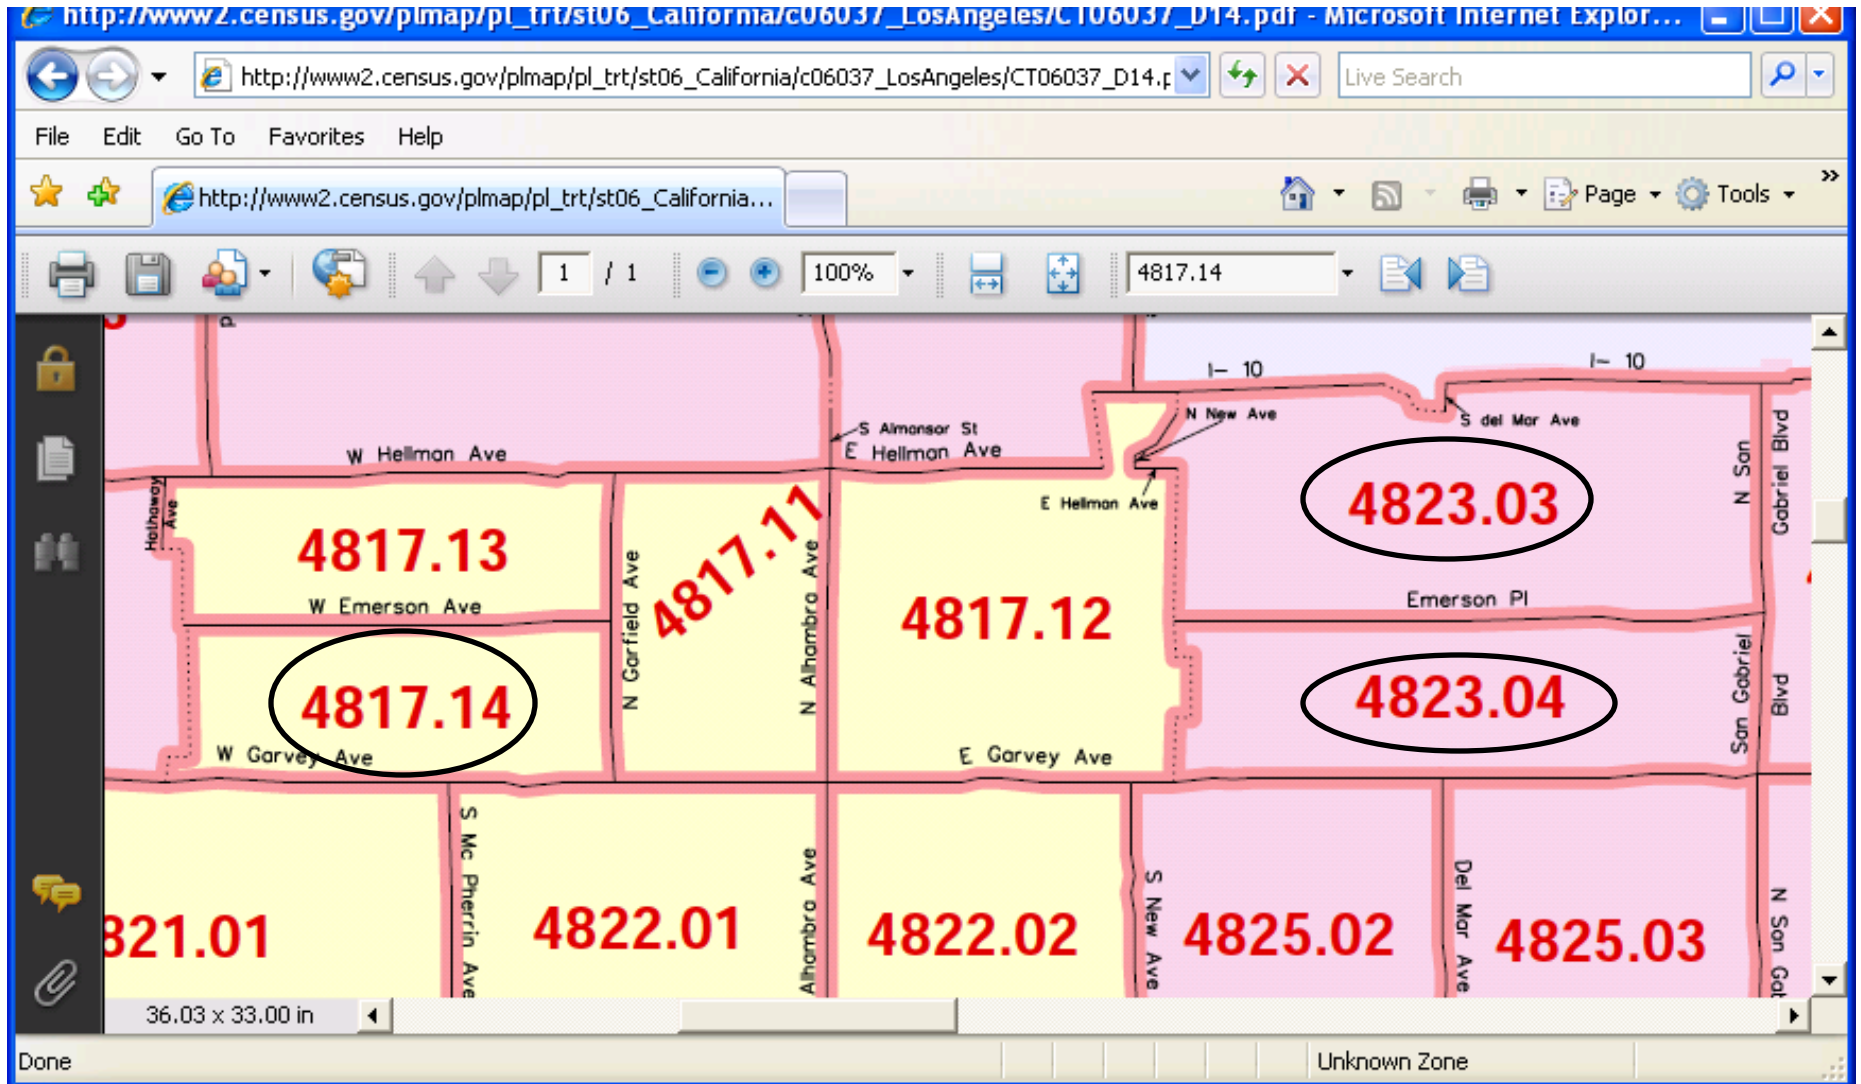 http://www2.census.gov/plmap/pl_trt/st06_California/c06037_LosAngeles/CT06037_D14.pdf - Microsoft Internet Explor...
http://www2.census.gov/plmap/pl_trt/st06_California/c06037_LosAngeles/CT06037_D14.p
Live Search
File Edit Go To Favorites Help
http://www2.census.gov/plmap/pl_trt/st06_California...
Page Tools »
1 / 1 100% 4817.14
I- 10
I- 10
N New Ave
S del Mar Ave
S Almansor St
W Hellman Ave
E Hellman Ave
E Hellman Ave
Hathaway Ave
N San Gabriel Blvd
4823.03
4817.13
4817.11
4817.12
W Emerson Ave
Emerson Pl
N Garfield Ave
N Alhambra Ave
4817.14
4823.04
San Gabriel Blvd
W Garvey Ave
E Garvey Ave
S Mc Pherrin Ave
Alhambra Ave
S New Ave
Del Mar Ave
N San Gab
821.01
4822.01
4822.02
4825.02
4825.03
36.03 x 33.00 in
Done
Unknown Zone